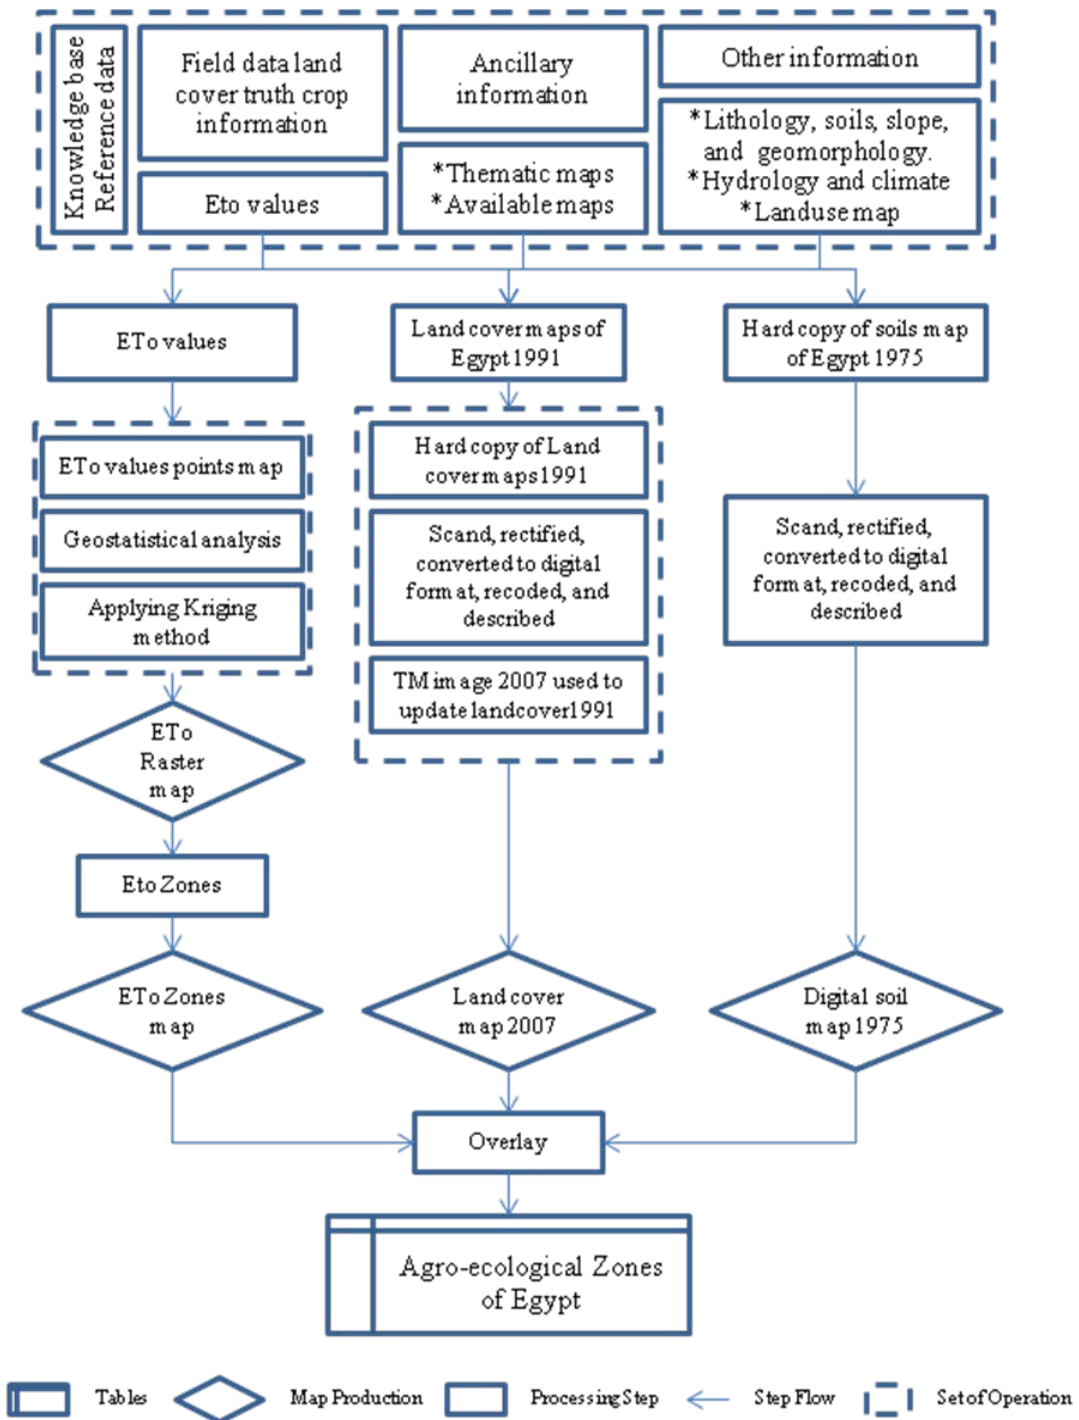 Knowledge base
Reference data
Field data land
cover truth crop
information
Eto values
Ancillary
information
*Thematic maps
*Available maps
Other information
*Lithology, soils, slope,
and geomorphology.
*Hydrology and climate
*Landuse map
ETo values
Land cover maps of
Egypt 1991
Hard copy of soils map
of Egypt 1975
ETo values points map
Geostatistical analysis
Applying Kriging
method
Hard copy of Land
cover maps 1991
Scand, rectified,
converted to digital
format, recoded, and
described
TM image 2007 used to
update landcover1991
Scand, rectified,
converted to digital
format, recoded, and
described
ETo
Raster
map
Eto Zones
ETo Zones
map
Land cover
map 2007
Digital soil
map 1975
Overlay
Agro-ecological Zones
of Egypt
Tables
Map Production
Processing Step
Step Flow
Set of Operation